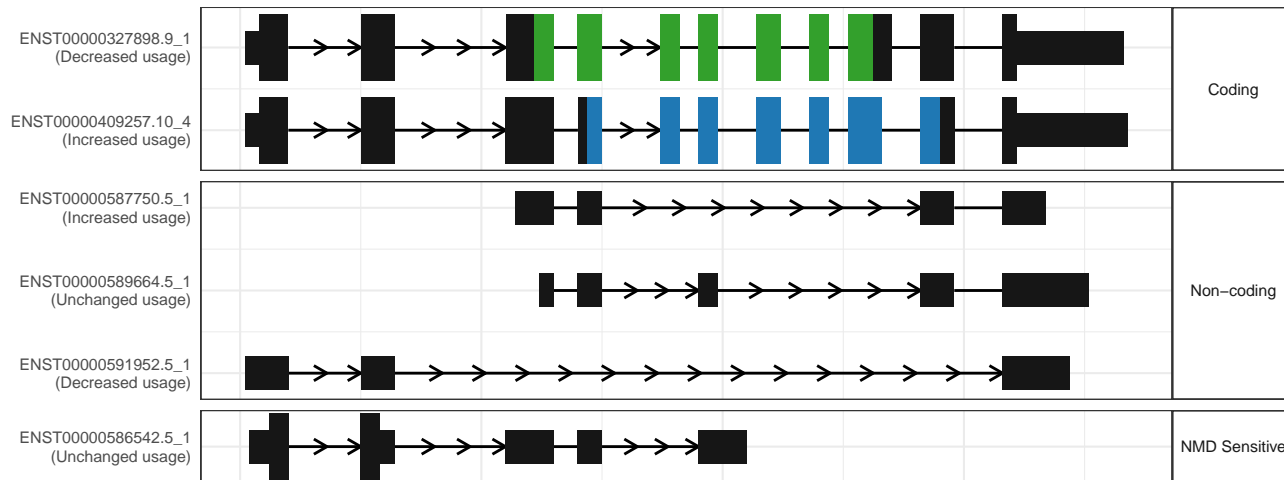 ENST00000327898.9_1
(Decreased usage)
Coding
ENST00000409257.10_4
(Increased usage)
ENST00000587750.5_1
(Increased usage)
ENST00000589664.5_1
(Unchanged usage)
Non−coding
ENST00000591952.5_1
(Decreased usage)
ENST00000586542.5_1
(Unchanged usage)
NMD Sensitive